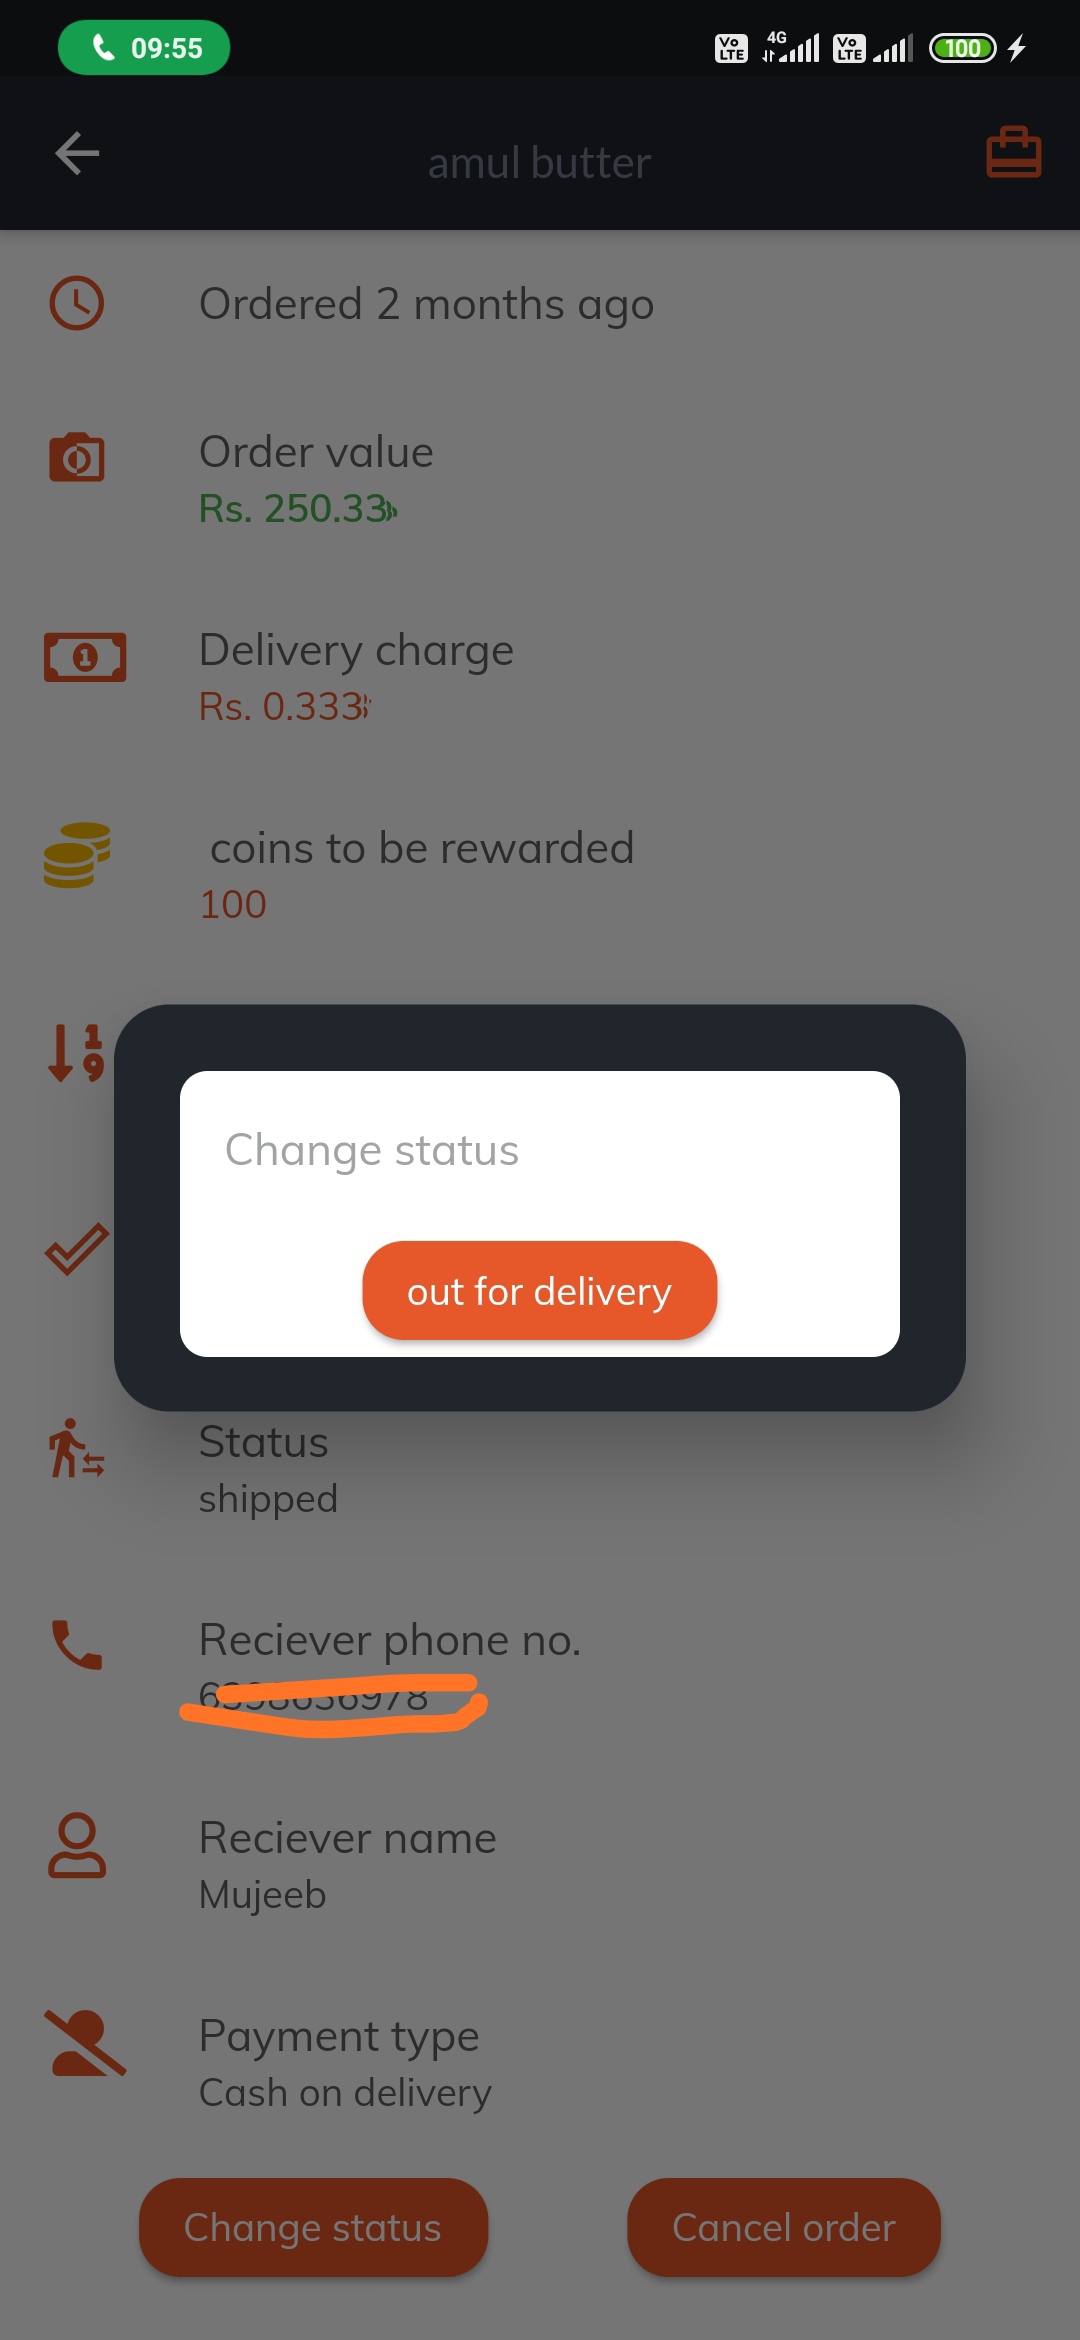 09:55
Vo LTE 4G Vo LTE 100
amul butter
Ordered 2 months ago
Order value
Rs. 250.33
Delivery charge
Rs. 0.333
coins to be rewarded
100
Change status
out for delivery
Status
shipped
Reciever phone no.
Reciever name
Mujeeb
Payment type
Cash on delivery
Change status
Cancel order